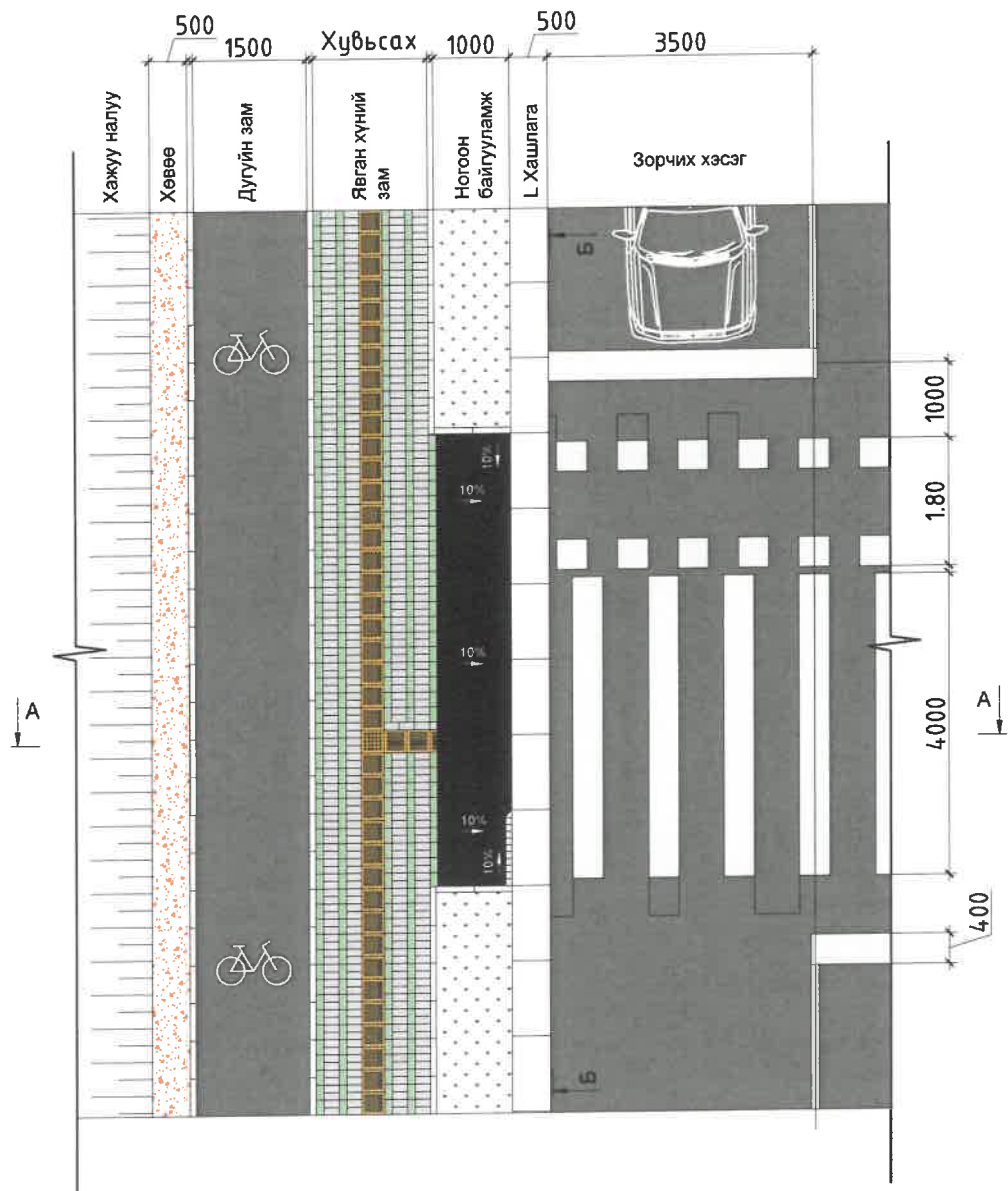 500
1500
Хувьсах
1000
500
3500
Хажуу налуу
Хөвөө
Дугуйн зам
Явган хүний
зам
Ногоон
байгууламж
L Хашлага
Зорчих хэсэг
Б
1000
10%
10%
1.80
10%
А
А
4000
10%
10%
400
Б